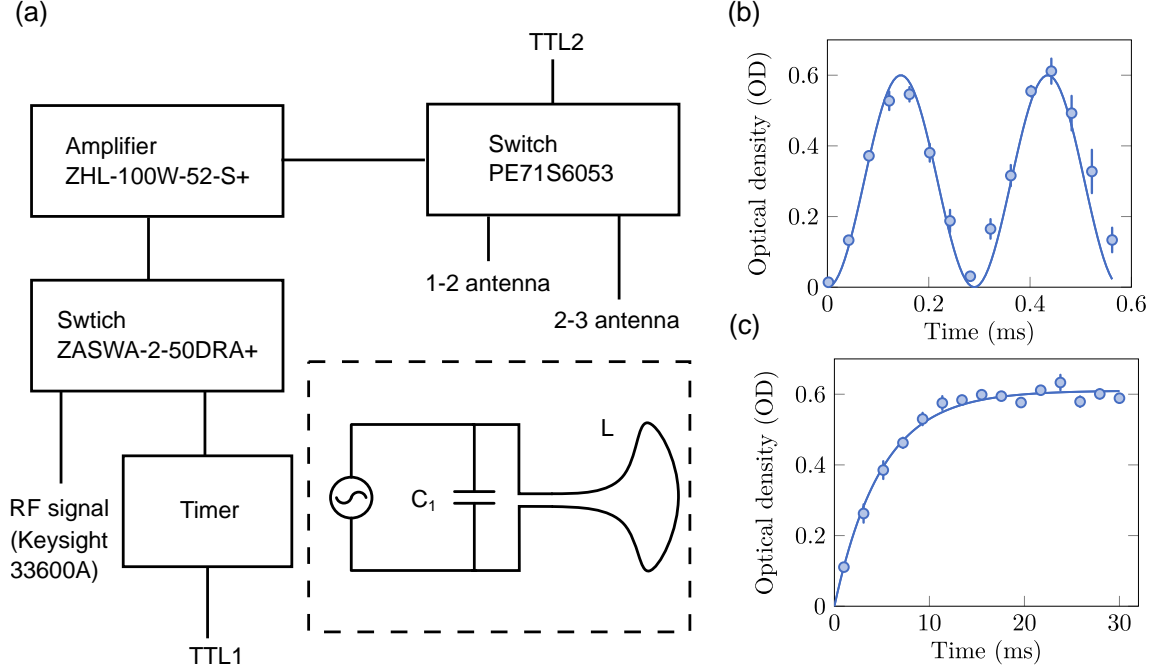 (a)
TTL2
Amplifier
ZHL-100W-52-S+
Switch
PE71S6053
1-2 antenna
2-3 antenna
Swtich
ZASWA-2-50DRA+
RF signal
(Keysight
33600A)
Timer
TTL1
L
C1
(b)
Optical density (OD)
0.6
0.4
0.2
0
0 0.2 0.4 0.6
Time (ms)
(c)
Optical density (OD)
0.6
0.4
0.2
0
0 10 20 30
Time (ms)